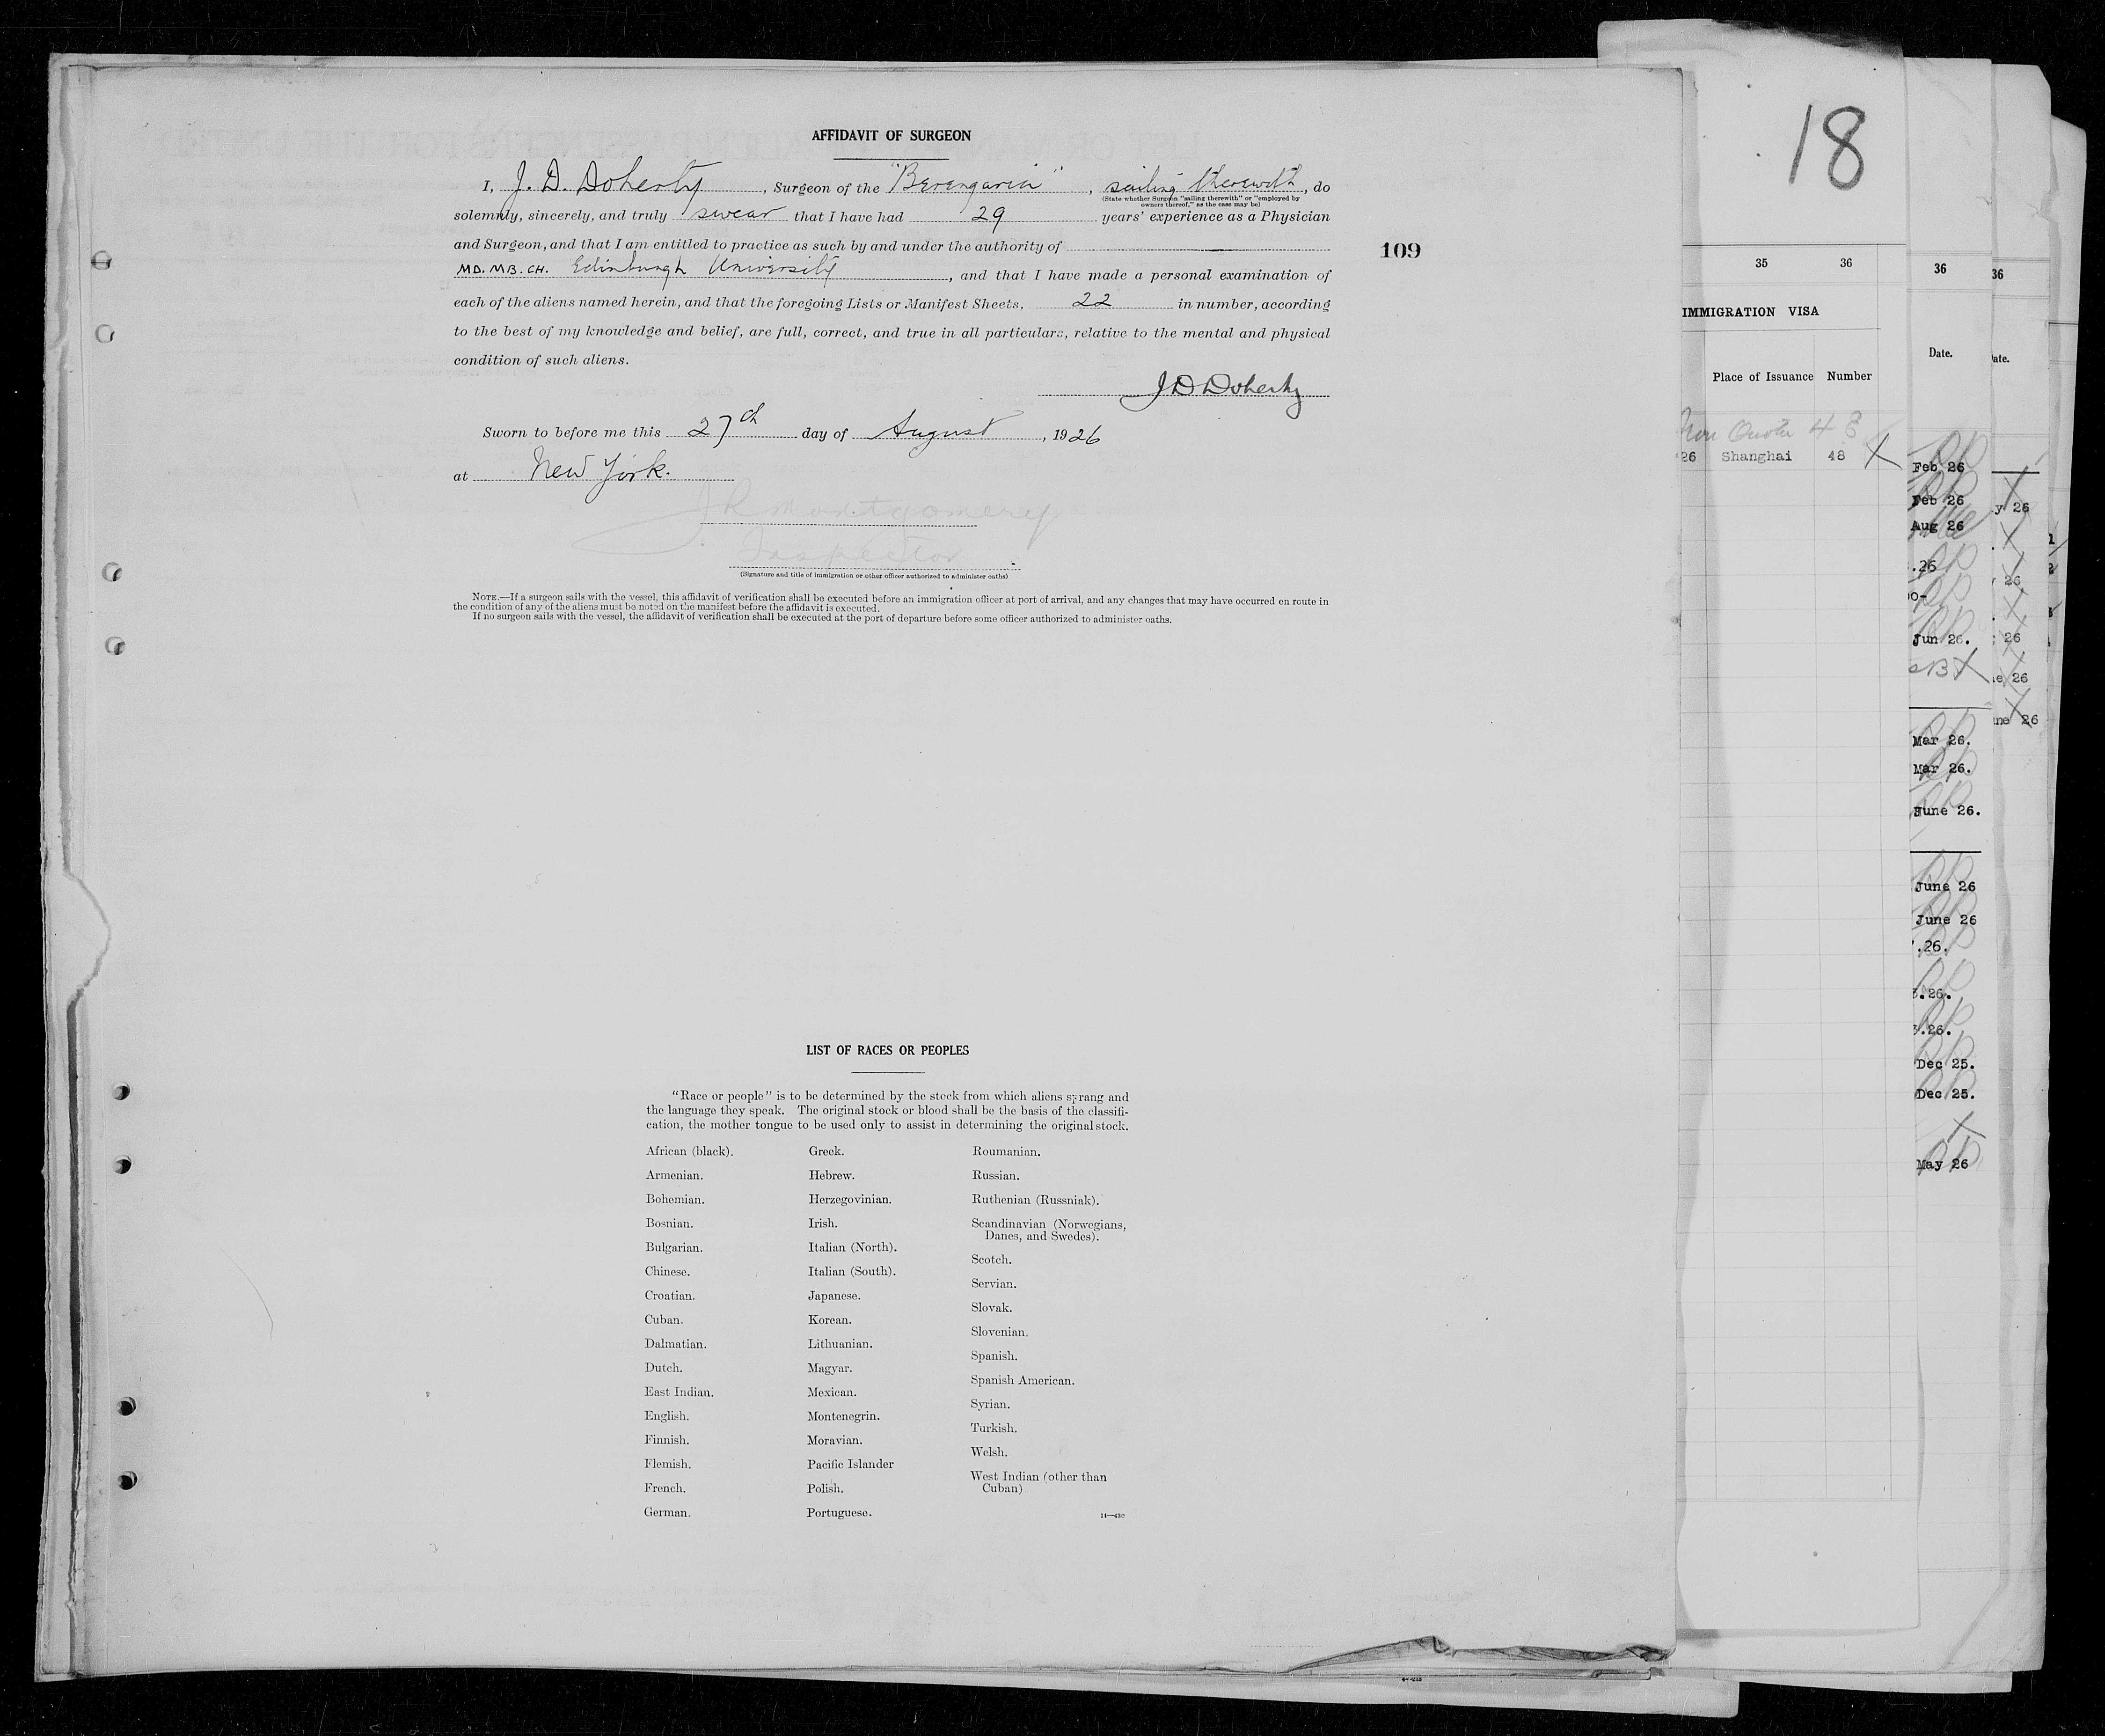 AFFIDAVIT OF SURGEON
I, J. D. Doherty, Surgeon of the "Berengaria", sailing therewith, do
(State whether Surgeon "sailing therewith" or "employed by
owners thereof," as the case may be)
solemnly, sincerely, and truly swear that I have had 29 years' experience as a Physician
and Surgeon, and that I am entitled to practice as such by and under the authority of
109
MD. MB. CH. Edinburgh University, and that I have made a personal examination of
each of the aliens named herein, and that the foregoing Lists or Manifest Sheets, 22 in number, according
to the best of my knowledge and belief, are full, correct, and true in all particulars, relative to the mental and physical
condition of such aliens.
J D Doherty
Sworn to before me this 27th day of August, 1926
at New York.
J R Montgomery
Inspector
(Signature and title of immigration or other officer authorized to administer oaths)
NOTE.—If a surgeon sails with the vessel, this affidavit of verification shall be executed before an immigration officer at port of arrival, and any changes that may have occurred en route in
the condition of any of the aliens must be noted on the manifest before the affidavit is executed.
If no surgeon sails with the vessel, the affidavit of verification shall be executed at the port of departure before some officer authorized to administer oaths.
LIST OF RACES OR PEOPLES
"Race or people" is to be determined by the stock from which aliens sprang and
the language they speak. The original stock or blood shall be the basis of the classifi-
cation, the mother tongue to be used only to assist in determining the original stock.
African (black).
Armenian.
Bohemian.
Bosnian.
Bulgarian.
Chinese.
Croatian.
Cuban.
Dalmatian.
Dutch.
East Indian.
English.
Finnish.
Flemish.
French.
German.
Greek.
Hebrew.
Herzegovinian.
Irish.
Italian (North).
Italian (South).
Japanese.
Korean.
Lithuanian.
Magyar.
Mexican.
Montenegrin.
Moravian.
Pacific Islander
Polish.
Portuguese.
Roumanian.
Russian.
Ruthenian (Russniak).
Scandinavian (Norwegians,
Danes, and Swedes).
Scotch.
Servian.
Slovak.
Slovenian.
Spanish.
Spanish American.
Syrian.
Turkish.
Welsh.
West Indian (other than
Cuban)
14—430
18
35 36
IMMIGRATION VISA
Place of Issuance Number
Non Quota 48
26 Shanghai 48 X
36
Date.
Feb 26
Feb 26
Aug 26
.26
Jun 26.
Mar 26.
Mar 26.
June 26.
June 26
June 26
.26.
.26.
.26.
Dec 25.
Dec 25.
May 26
36
ate.
y 26
26
26
e 26
une 26